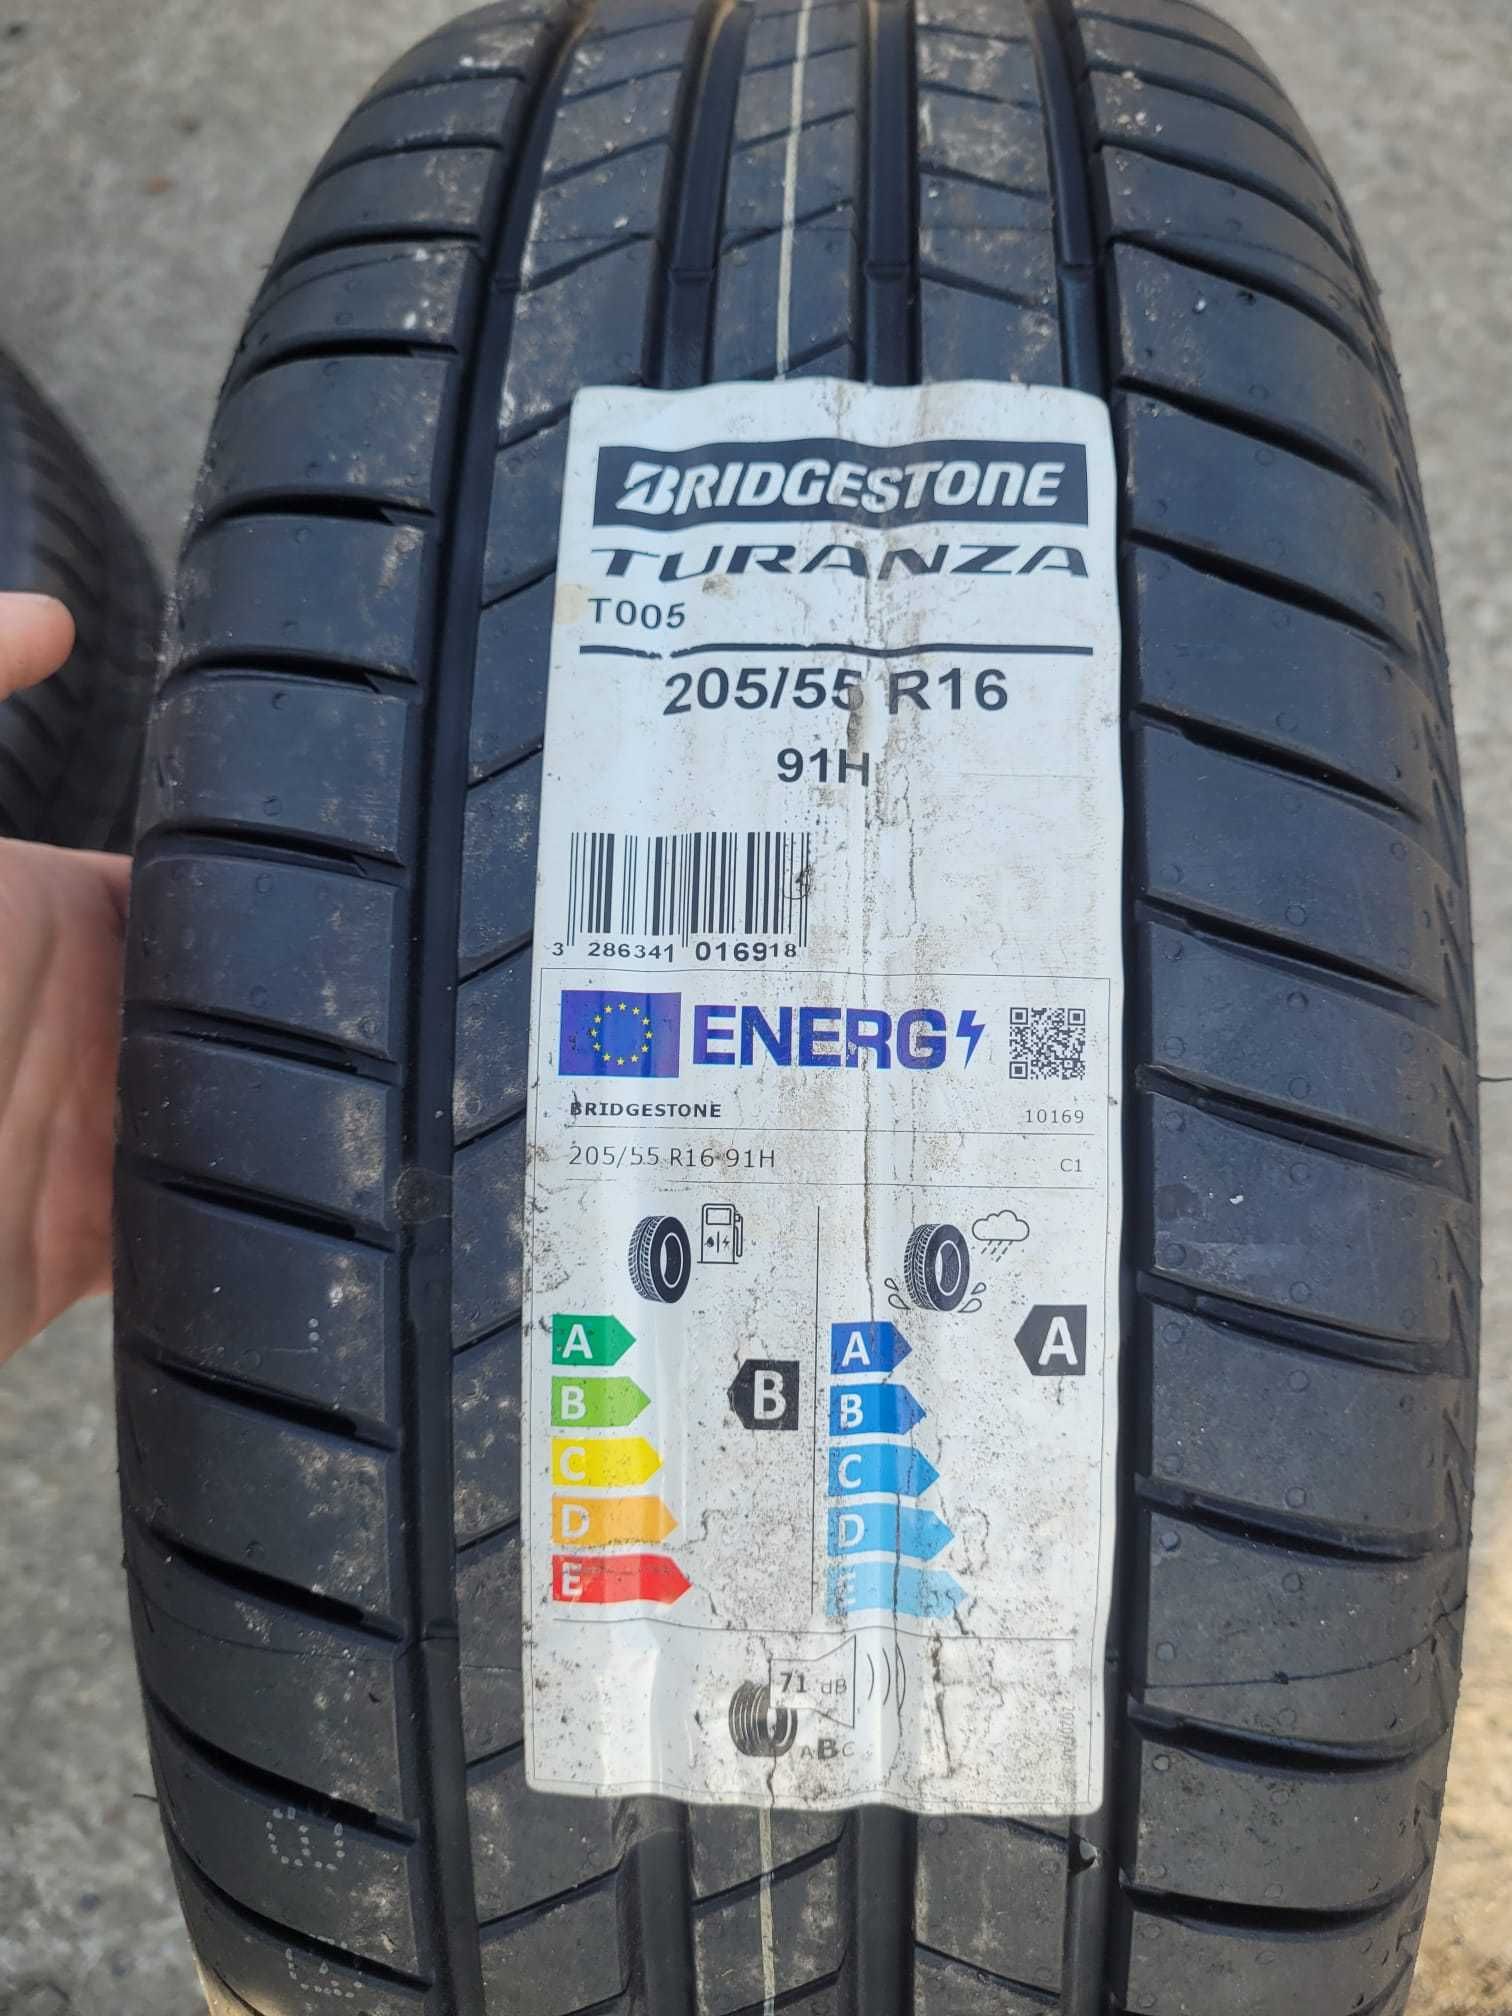 BRIDGESTONE
TURANZA
T005
205/55 R16
91H
3 286341 016918
ENERG
BRIDGESTONE
10169
205/55 R16 91H
C1
A
A
A
B
B
B
C
C
D
D
E
E
71 dB
ABC